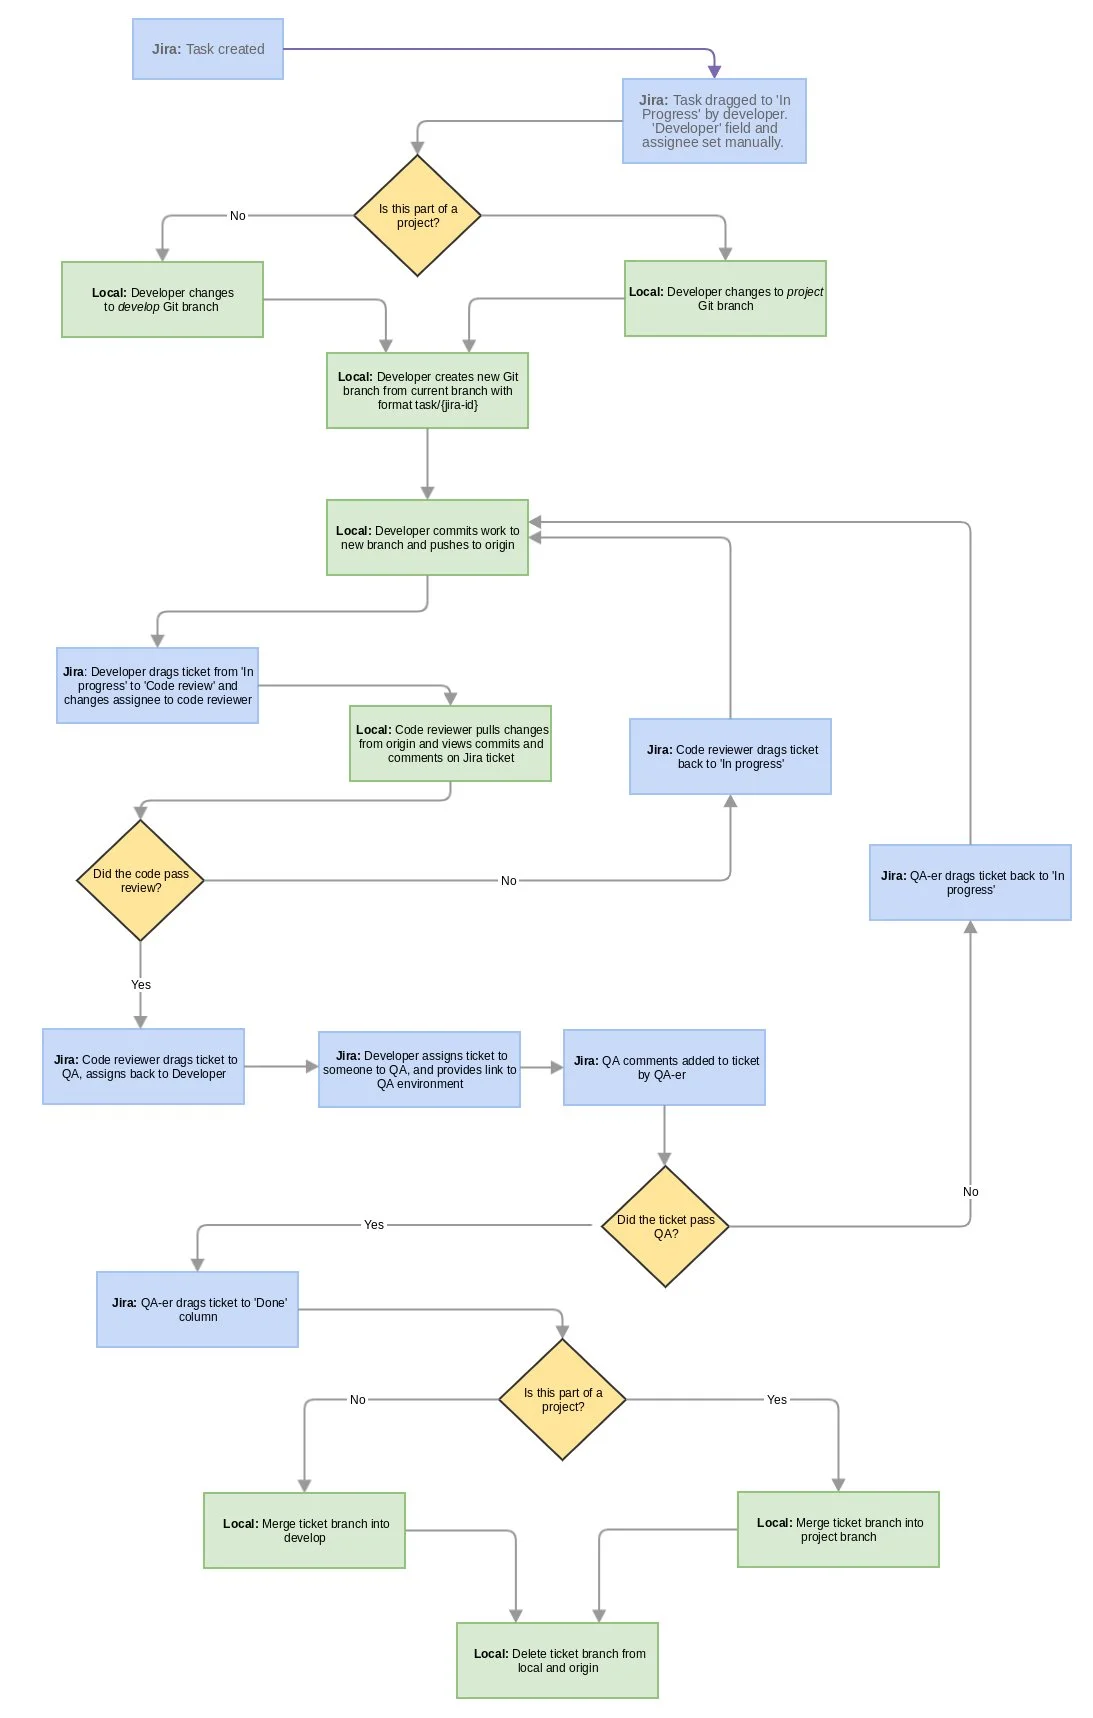 Jira: Task created
Jira: Task dragged to 'In
Progress' by developer.
'Developer' field and
assignee set manually.
Is this part of a
project?
No
Local: Developer changes
to develop Git branch
Local: Developer changes to project
Git branch
Local: Developer creates new Git
branch from current branch with
format task/{jira-id}
Local: Developer commits work to
new branch and pushes to origin
Jira: Developer drags ticket from 'In
progress' to 'Code review' and
changes assignee to code reviewer
Local: Code reviewer pulls changes
from origin and views commits and
comments on Jira ticket
Jira: Code reviewer drags ticket
back to 'In progress'
Did the code pass
review?
No
Jira: QA-er drags ticket back to 'In
progress'
Yes
Jira: Code reviewer drags ticket to
QA, assigns back to Developer
Jira: Developer assigns ticket to
someone to QA, and provides link to
QA environment
Jira: QA comments added to ticket
by QA-er
No
Did the ticket pass
QA?
Yes
Jira: QA-er drags ticket to 'Done'
column
Is this part of a
project?
No
Yes
Local: Merge ticket branch into
develop
Local: Merge ticket branch into
project branch
Local: Delete ticket branch from
local and origin